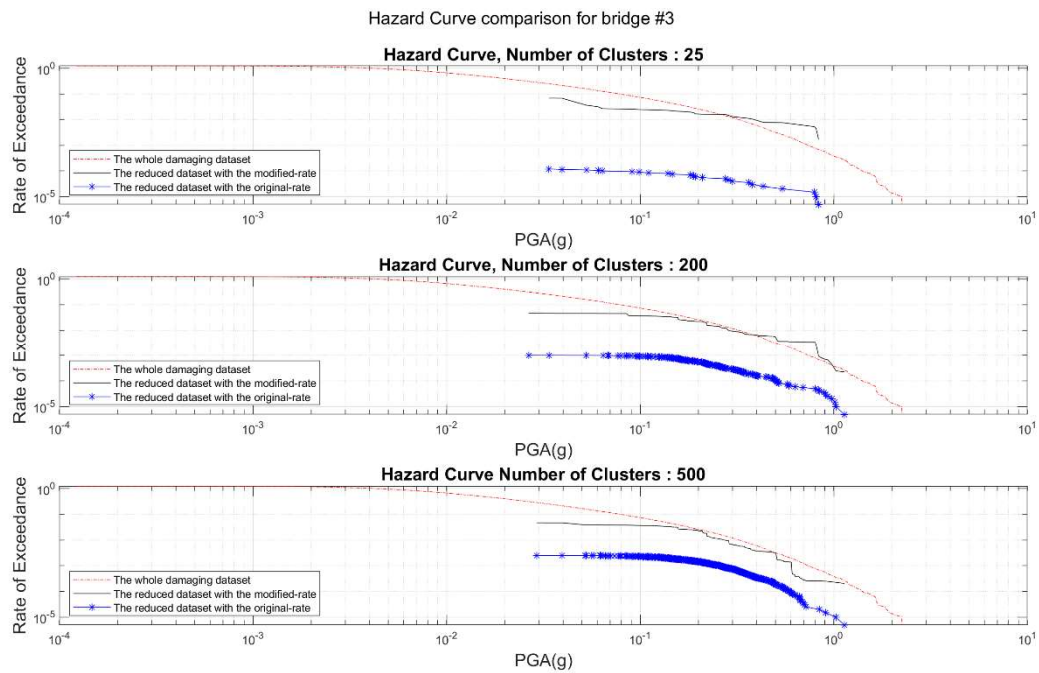 Hazard Curve comparison for bridge #3
Hazard Curve, Number of Clusters : 25
Rate of Exceedance
10^0
10^-5
The whole damaging dataset
The reduced dataset with the modified-rate
The reduced dataset with the original-rate
10^-4 10^-3 10^-2 10^-1 10^0 10^1
PGA(g)
Hazard Curve, Number of Clusters : 200
Rate of Exceedance
10^0
10^-5
The whole damaging dataset
The reduced dataset with the modified-rate
The reduced dataset with the original-rate
10^-4 10^-3 10^-2 10^-1 10^0 10^1
PGA(g)
Hazard Curve Number of Clusters : 500
Rate of Exceedance
10^0
10^-5
The whole damaging dataset
The reduced dataset with the modified-rate
The reduced dataset with the original-rate
10^-4 10^-3 10^-2 10^-1 10^0 10^1
PGA(g)